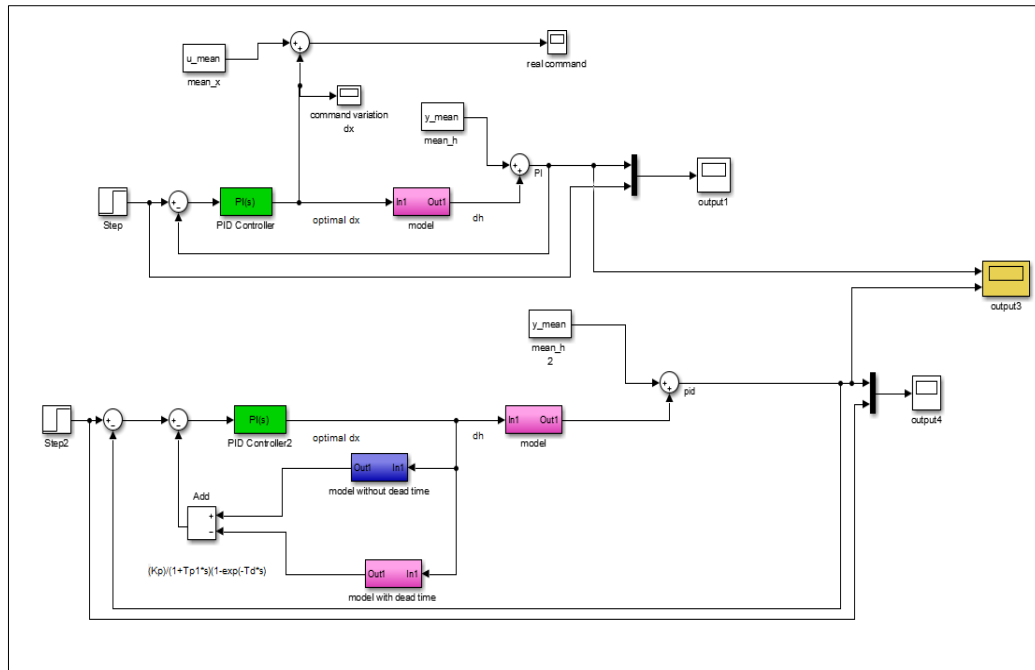 u_mean
mean_x
real command
command variation
dx
y_mean
mean_h
PI
output1
Step
PI(s)
PID Controller
optimal dx
In1 Out1
model
dh
output3
y_mean
mean_h
2
pid
output4
Step2
PI(s)
PID Controller2
optimal dx
dh
In1 Out1
model
Out1 In1
model without dead time
Add
(Kp)/(1+Tp1*s)(1-exp(-Td*s)
Out1 In1
model with dead time